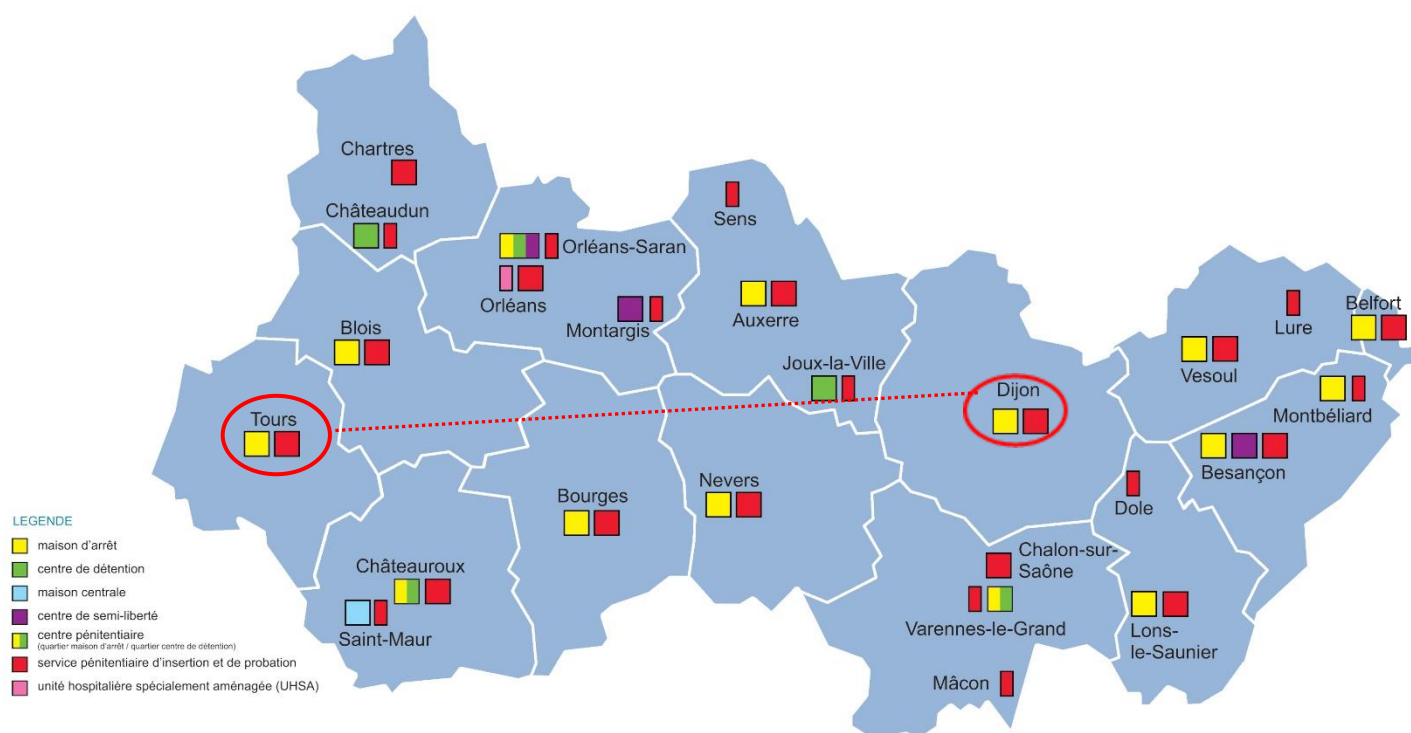 Chartres
Châteaudun
Sens
Orléans-Saran
Orléans
Montargis
Auxerre
Belfort
Lure
Blois
Vesoul
Joux-la-Ville
Dijon
Montbéliard
Tours
Besançon
Nevers
Bourges
Dole
LEGENDE
maison d'arrêt
centre de détention
maison centrale
centre de semi-liberté
centre pénitentiaire
(quartier maison d'arrêt / quartier centre de détention)
service pénitentiaire d'insertion et de probation
unité hospitalière spécialement aménagée (UHSA)
Châteauroux
Saint-Maur
Chalon-sur-
Saône
Varennes-le-Grand
Lons-
le-Saunier
Mâcon